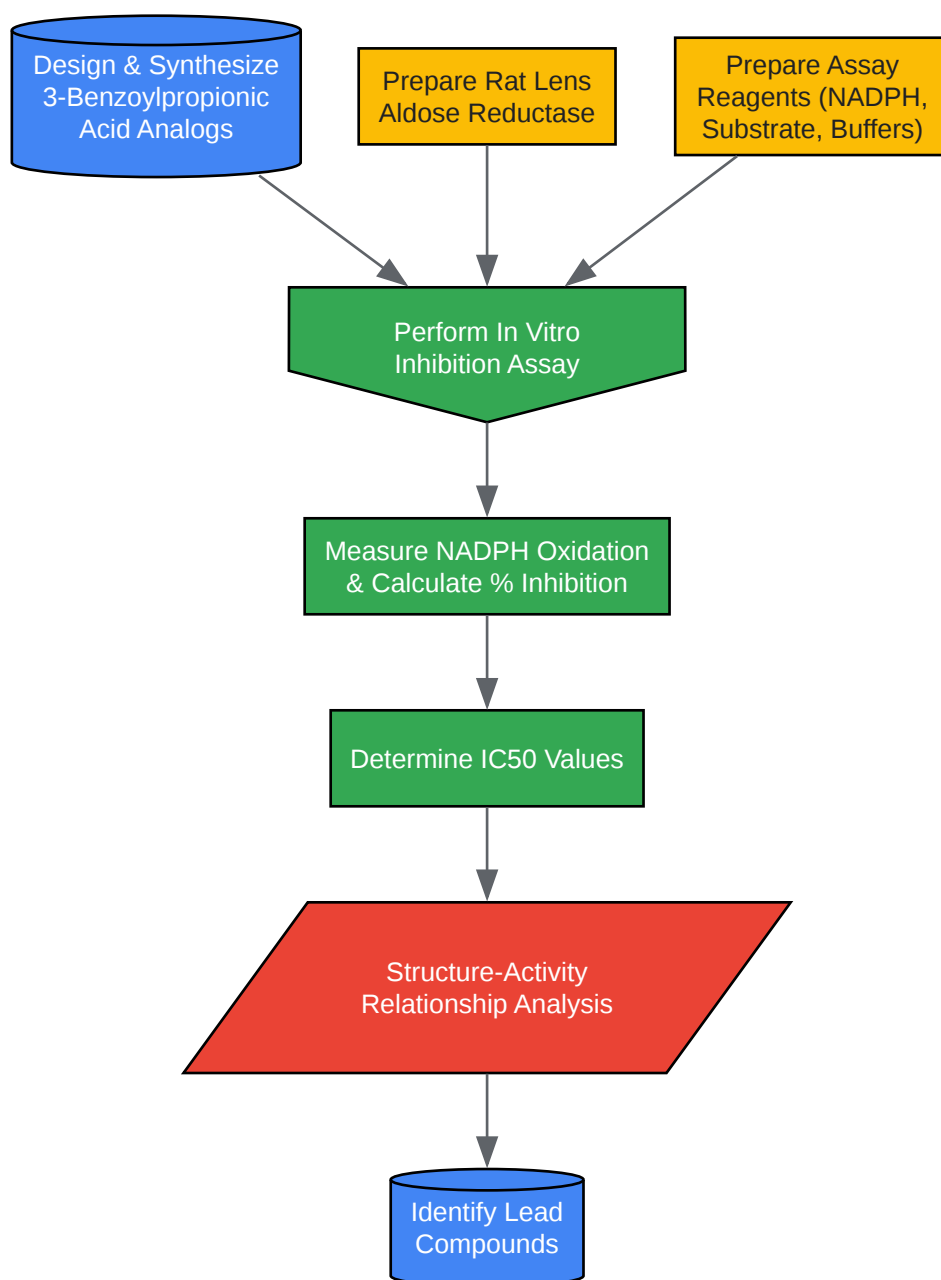 Design & Synthesize
3-Benzoylpropionic
Acid Analogs
Prepare Rat Lens
Aldose Reductase
Prepare Assay
Reagents (NADPH,
Substrate, Buffers)
Perform In Vitro
Inhibition Assay
Measure NADPH Oxidation
& Calculate % Inhibition
Determine IC50 Values
Structure-Activity
Relationship Analysis
Identify Lead
Compounds